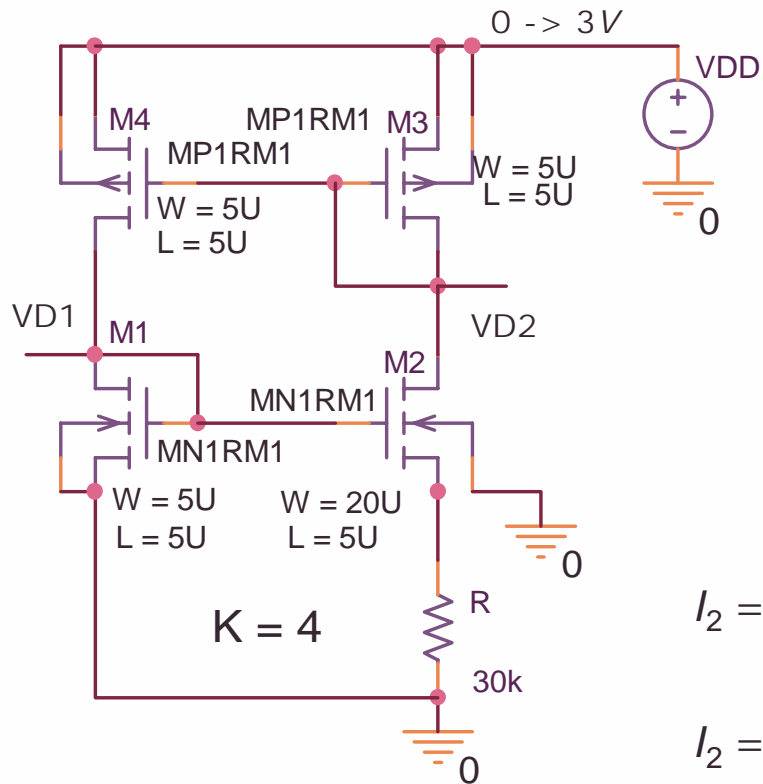 0 -> 3V
VDD
M4
MP1RM1
M3
MP1RM1
W = 5U
L = 5U
W = 5U
L = 5U
0
VD1
VD2
M1
M2
MN1RM1
MN1RM1
W = 5U
L = 5U
W = 20U
L = 5U
0
K = 4
R
30k
I₂ =
I₂ =
0